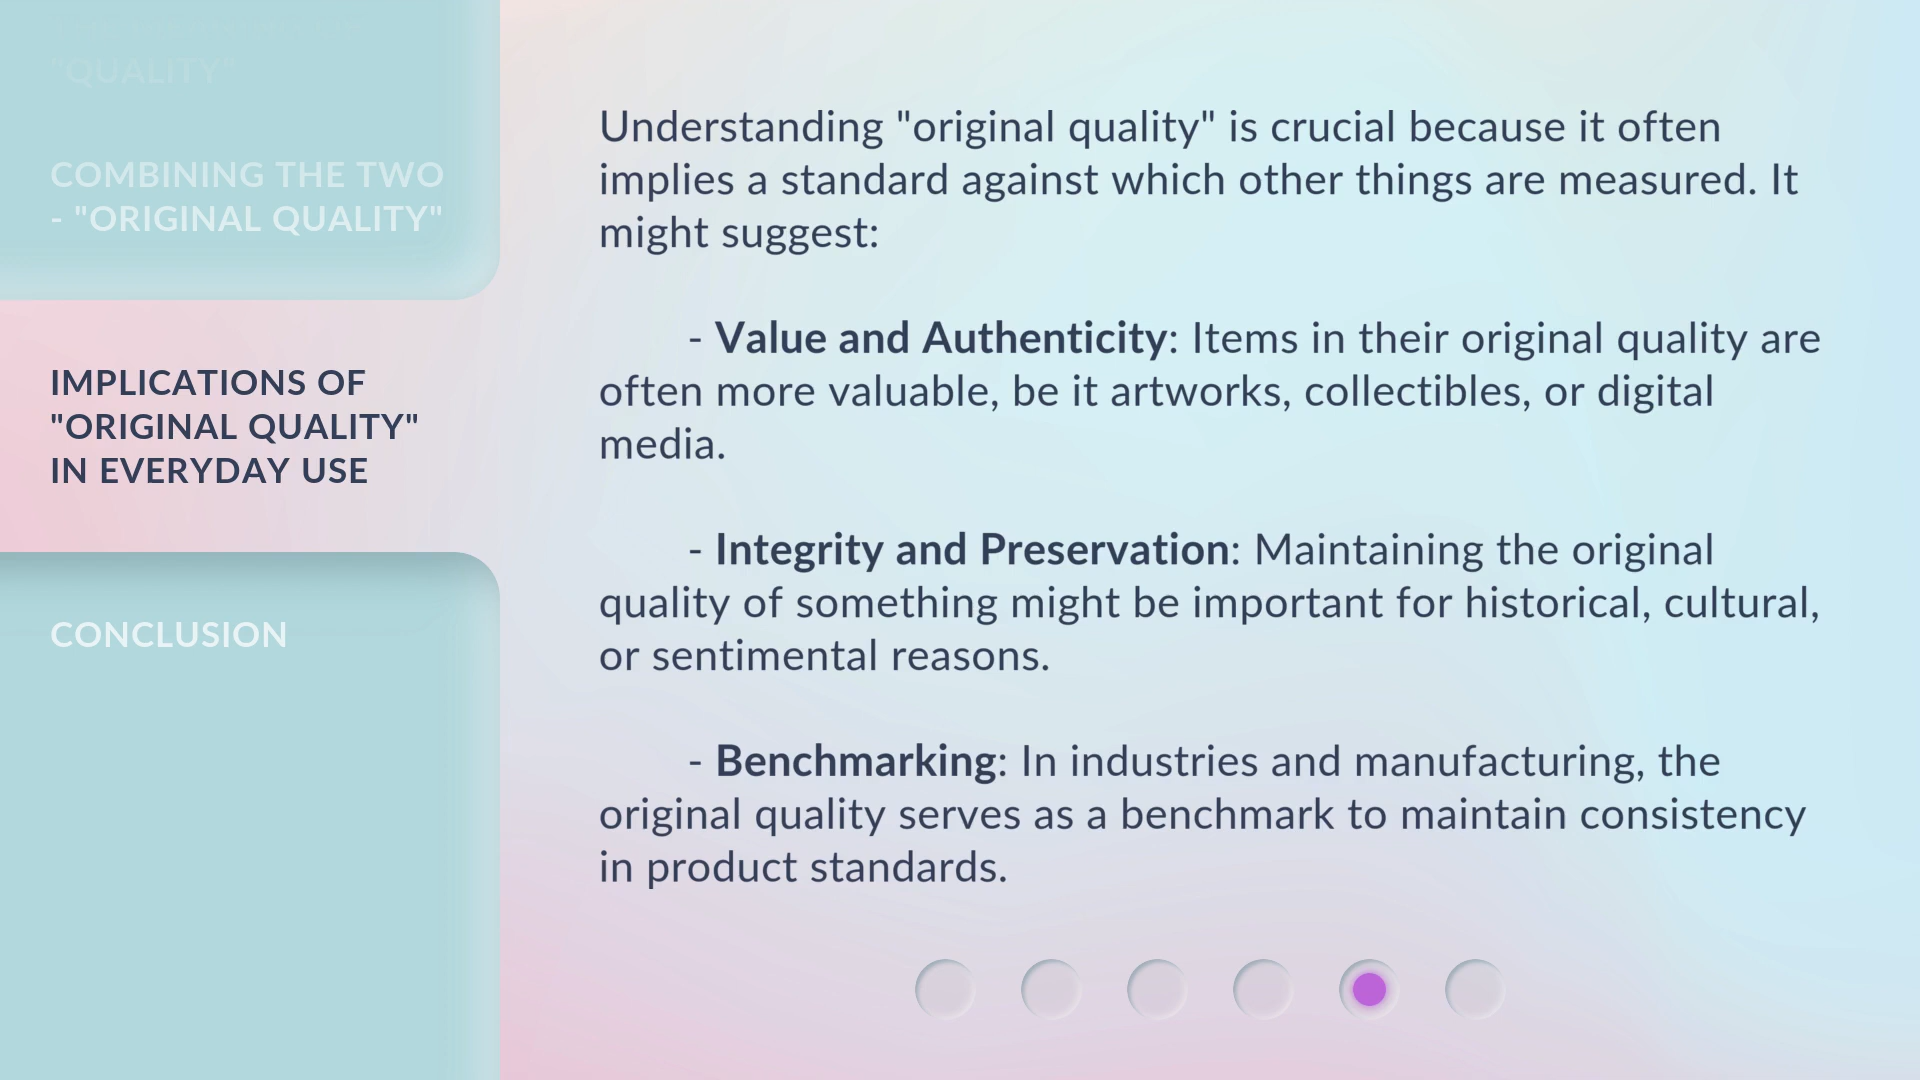 "QUALITY"
COMBINING THE TWO
- "ORIGINAL QUALITY"
IMPLICATIONS OF
"ORIGINAL QUALITY"
IN EVERYDAY USE
CONCLUSION
Understanding "original quality" is crucial because it often
implies a standard against which other things are measured. It
might suggest:
- Value and Authenticity: Items in their original quality are
often more valuable, be it artworks, collectibles, or digital
media.
- Integrity and Preservation: Maintaining the original
quality of something might be important for historical, cultural,
or sentimental reasons.
- Benchmarking: In industries and manufacturing, the
original quality serves as a benchmark to maintain consistency
in product standards.